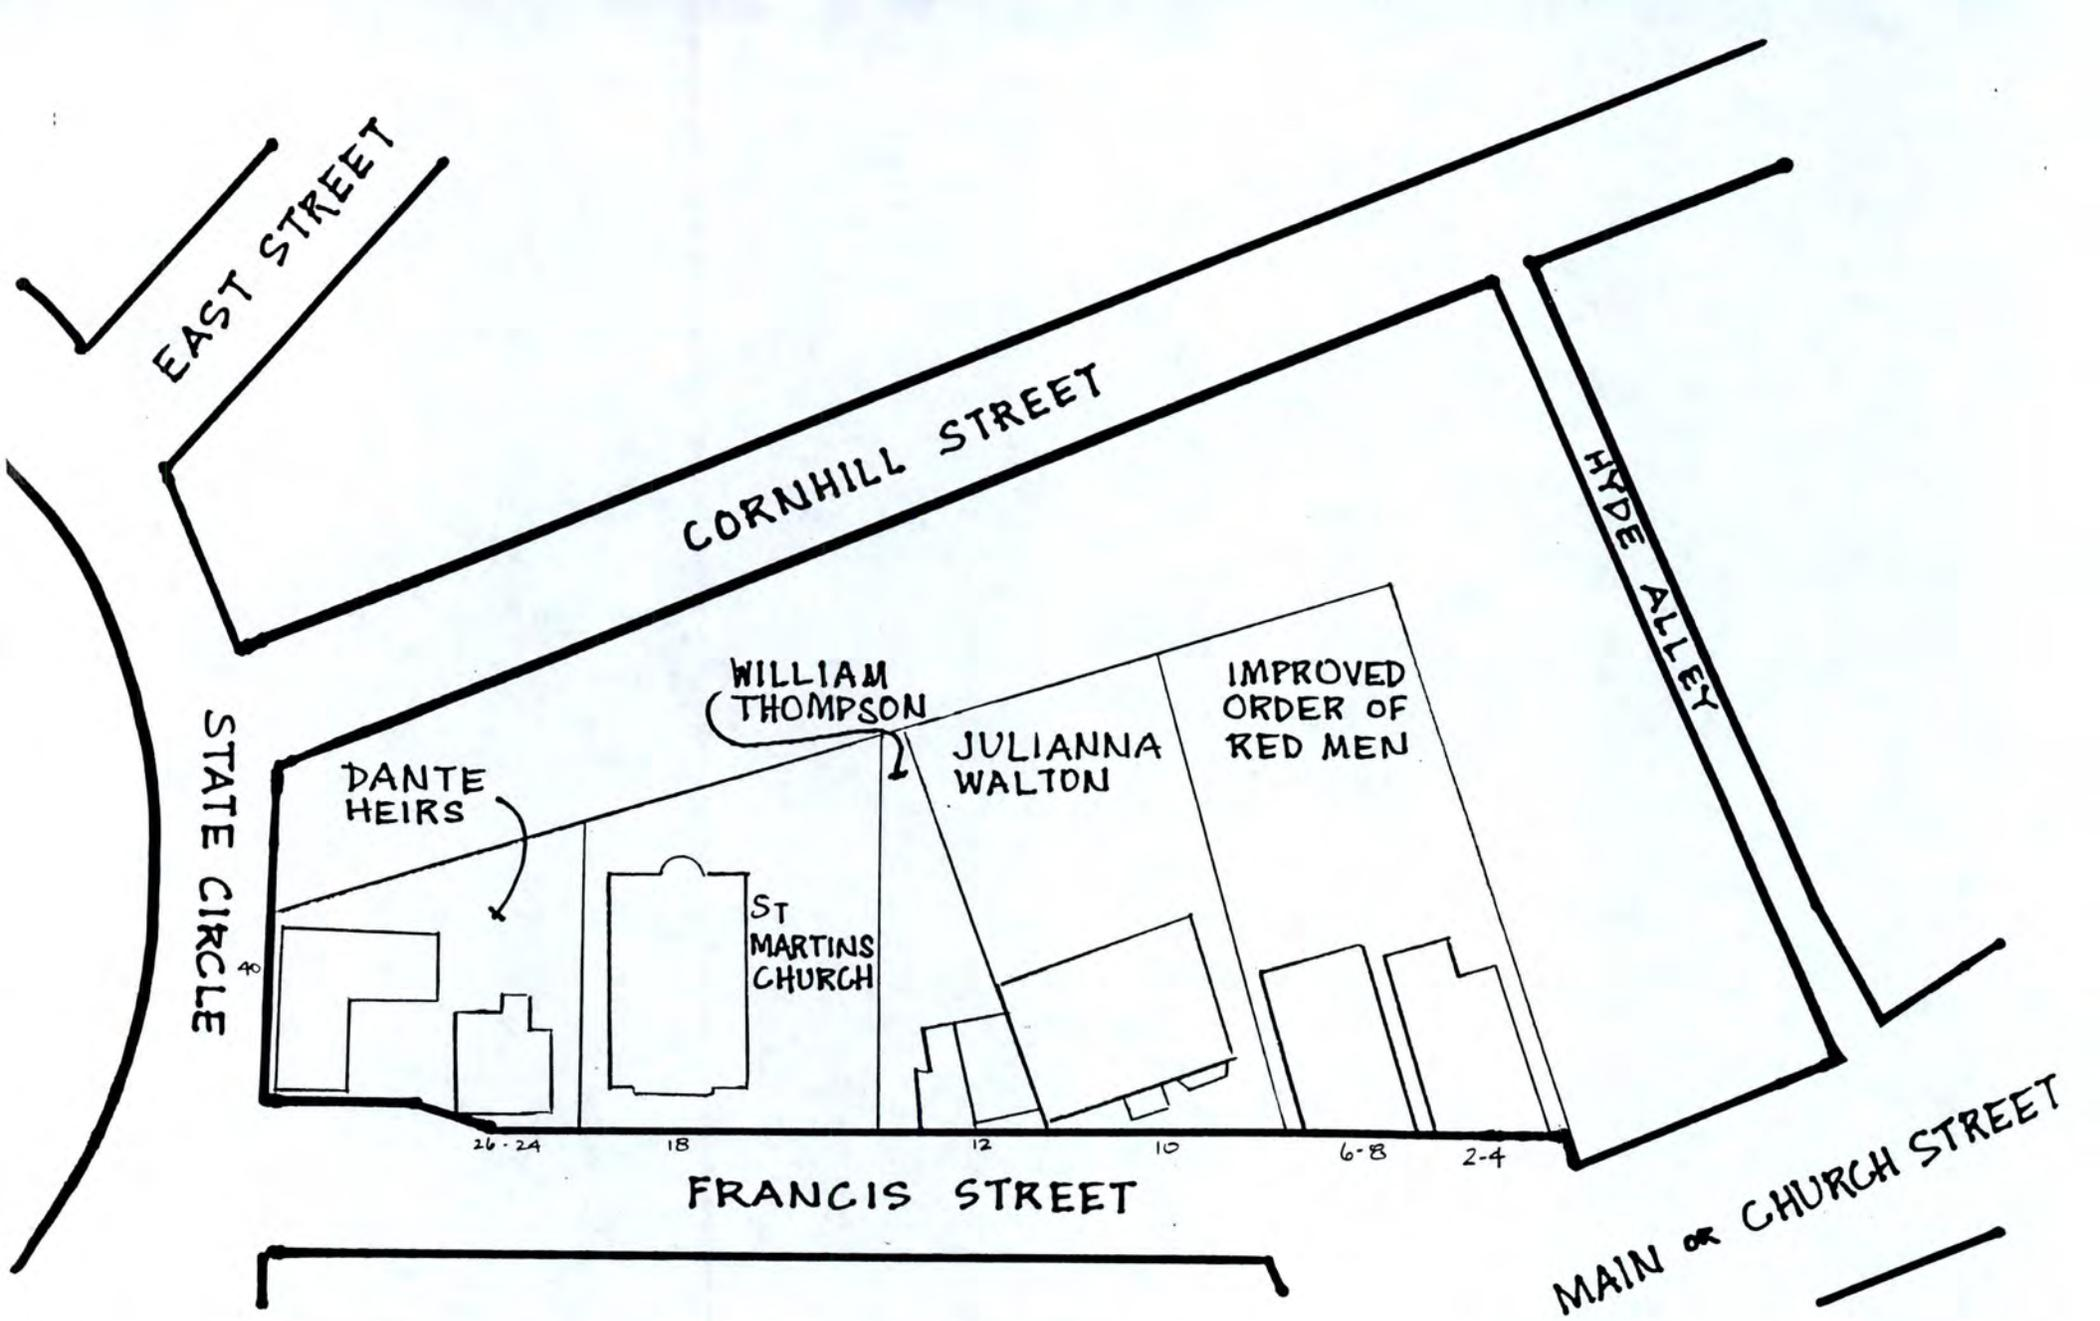 EAST STREET
CORNHILL STREET
HYDE ALLEY
WILLIAM
THOMPSON
IMPROVED
ORDER OF
RED MEN
JULIANNA
WALTON
DANTE
HEIRS
STATE CIRCLE
ST
MARTINS
CHURCH
40
26-24
18
12
10
6-8
2-4
FRANCIS STREET
MAIN OR CHURCH STREET